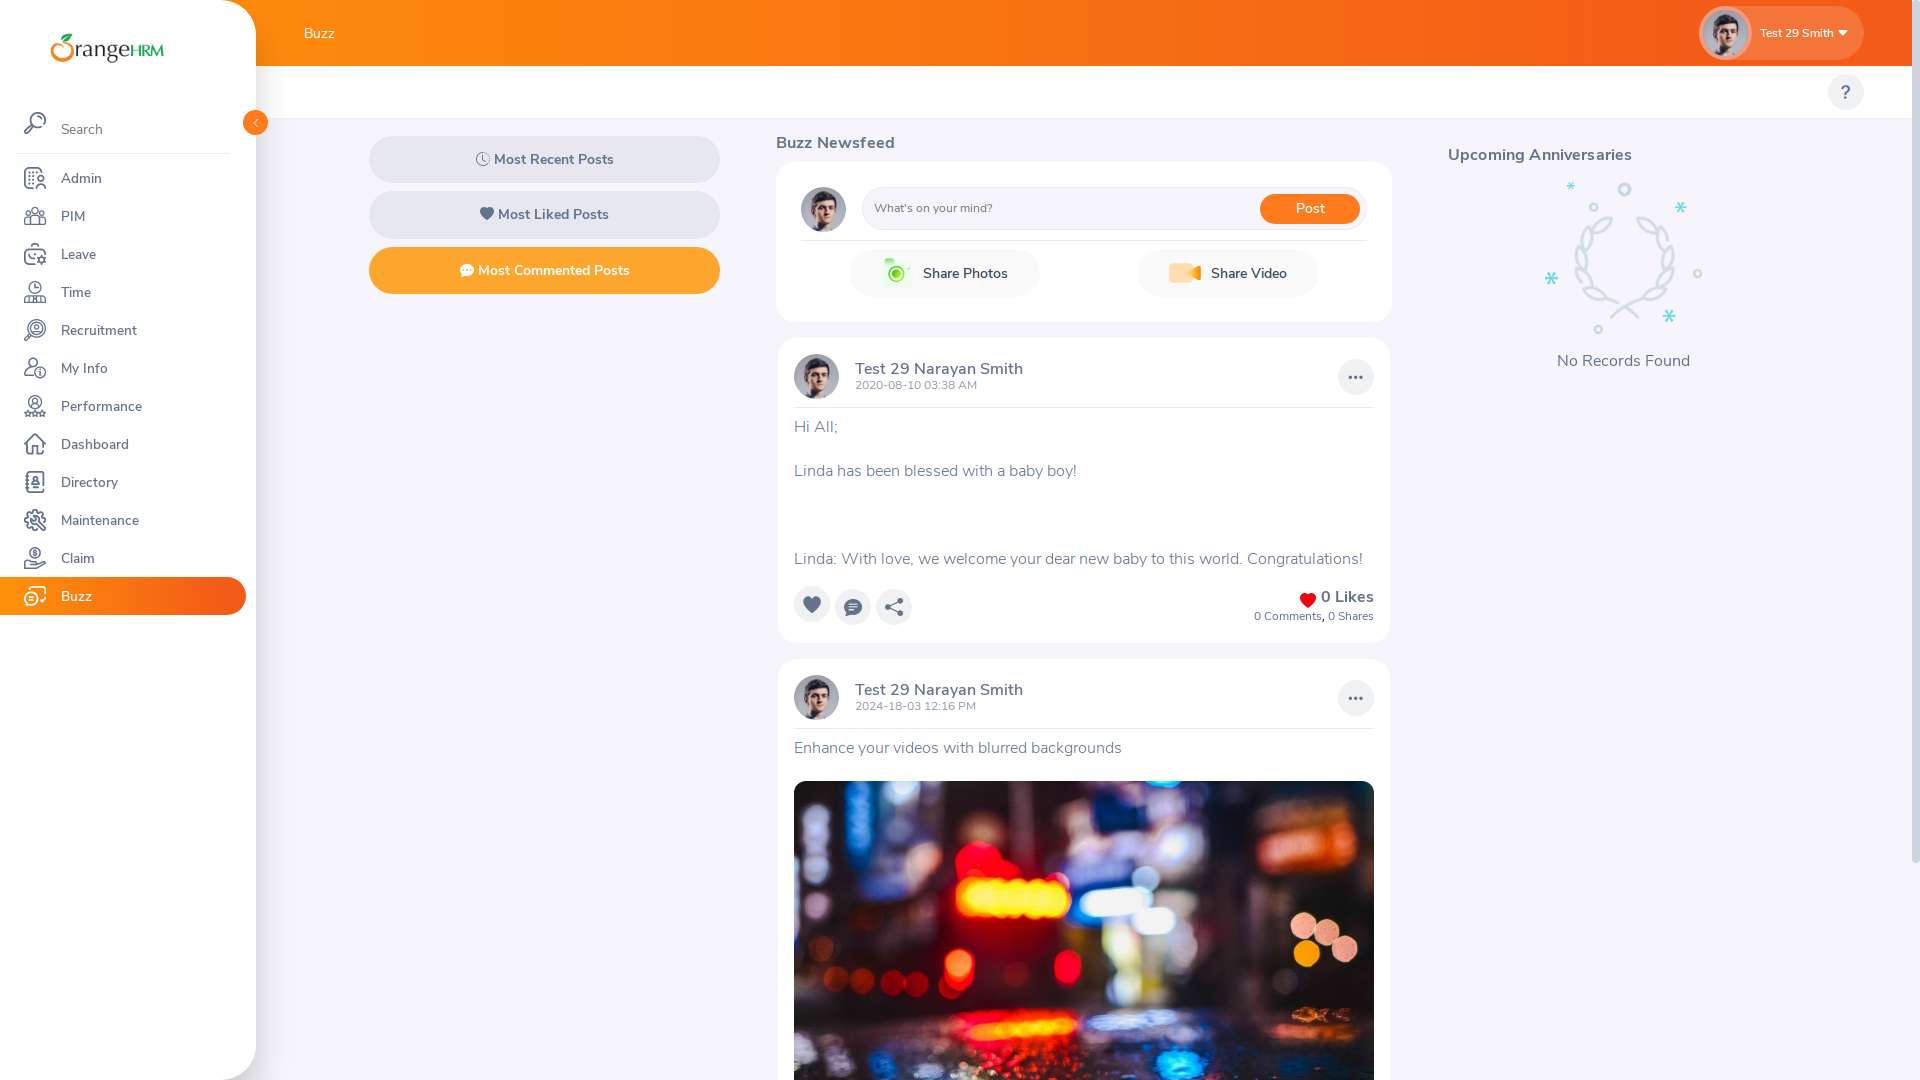 OrangeHRM
Search
Admin
PIM
Leave
Time
Recruitment
My Info
Performance
Dashboard
Directory
Maintenance
Claim
Buzz
Buzz
Test 29 Smith
?
Most Recent Posts
Most Liked Posts
Most Commented Posts
Buzz Newsfeed
What's on your mind?
Post
Share Photos
Share Video
Test 29 Narayan Smith
2020-08-10 03:38 AM
Hi All;
Linda has been blessed with a baby boy!
Linda: With love, we welcome your dear new baby to this world. Congratulations!
0 Likes
0 Comments, 0 Shares
Test 29 Narayan Smith
2024-18-03 12:16 PM
Enhance your videos with blurred backgrounds
Upcoming Anniversaries
No Records Found